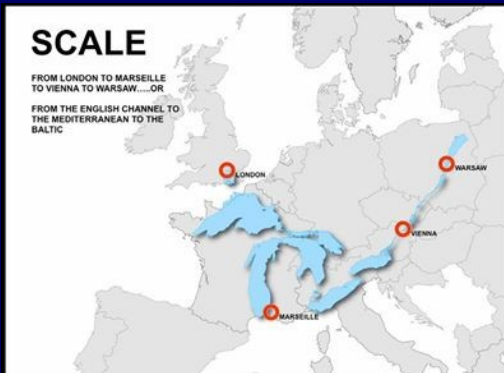 SCALE
FROM LONDON TO MARSEILLE
TO VIENNA TO WARSAW.....OR
FROM THE ENGLISH CHANNEL TO
THE MEDITERRANEAN TO THE
BALTIC
WARSAW
LONDON
VIENNA
MARSEILLE